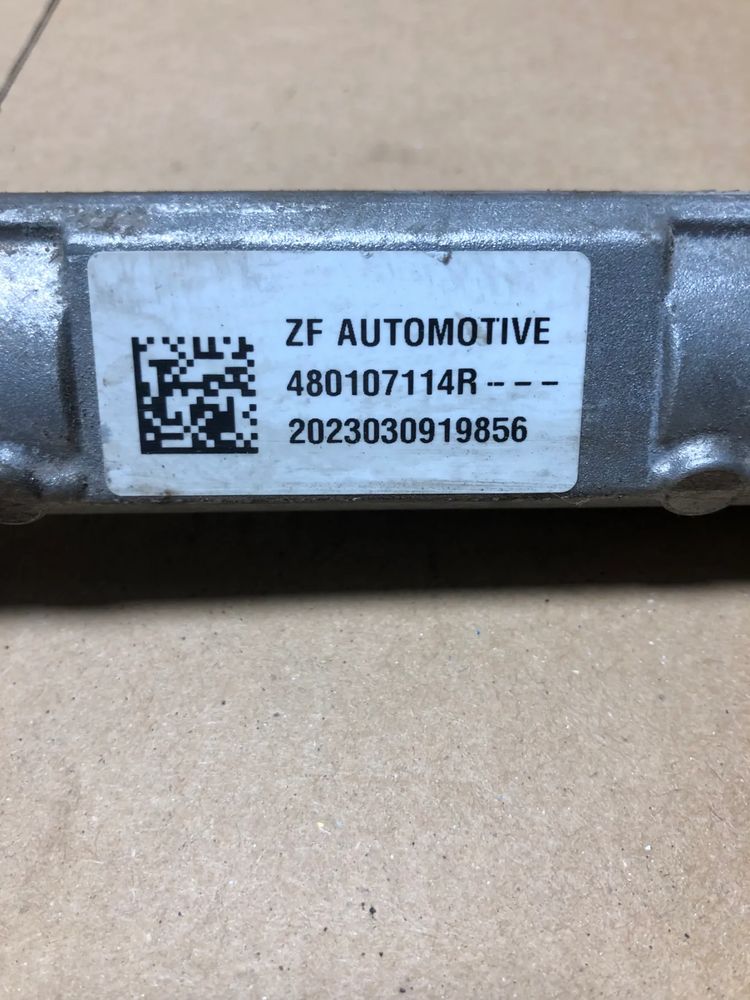 ZF AUTOMOTIVE
480107114R -- - -
2023030919856